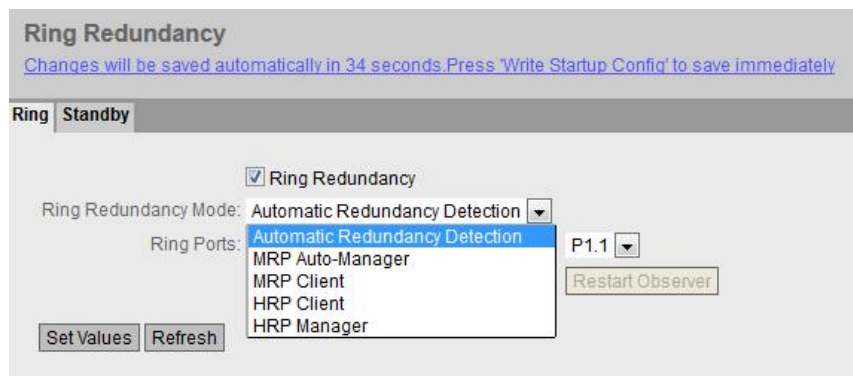 Ring Redundancy
Changes will be saved automatically in 34 seconds.Press 'Write Startup Config' to save immediately
Ring Standby
Ring Redundancy
Ring Redundancy Mode: Automatic Redundancy Detection
Ring Ports: Automatic Redundancy Detection P1.1
MRP Auto-Manager
MRP Client Restart Observer
HRP Client
HRP Manager
Set Values Refresh